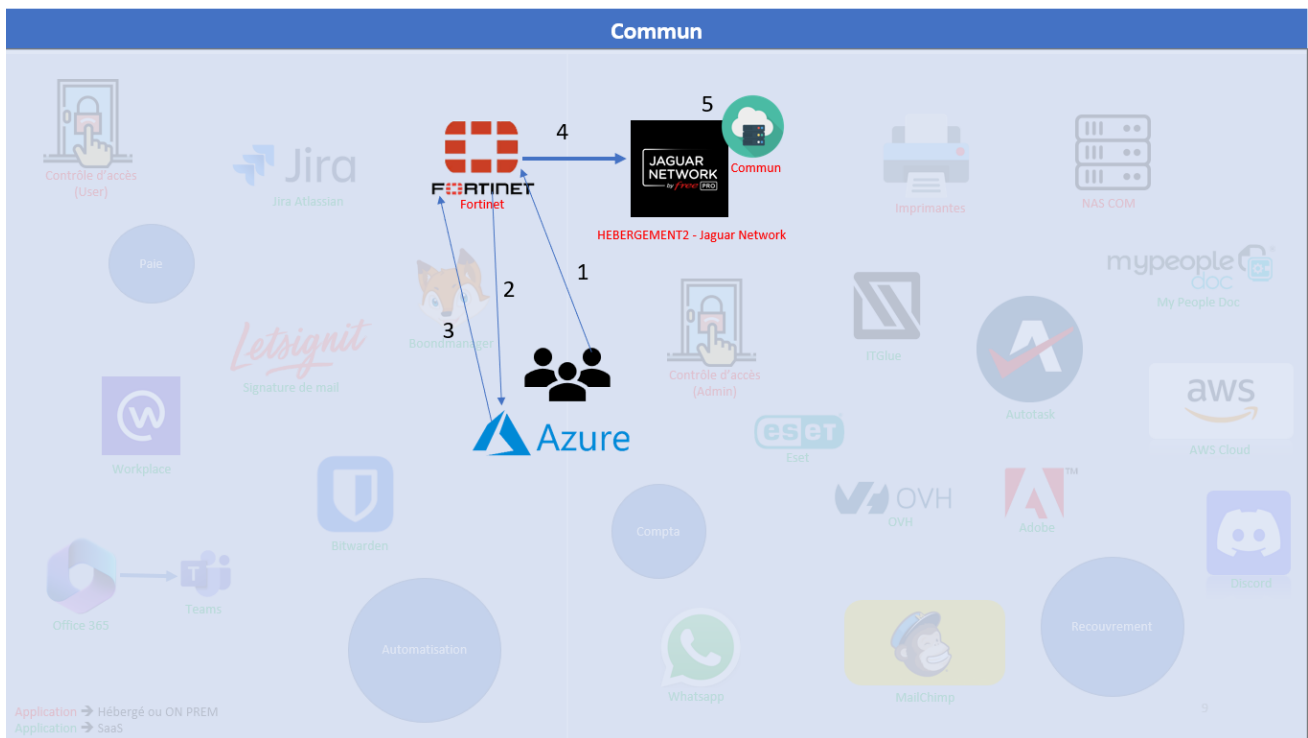 Commun
5
4
JAGUAR
NETWORK
by free PRO
Commun
FORTINET
Fortinet
HEBERGEMENT2 - Jaguar Network
Contrôle d'accès
(User)
Jira
Jira Atlassian
Imprimantes
NAS COM
Paie
1
2
3
mypeople
doc
My People Doc
Letsignit
Signature de mail
Boondmanager
Contrôle d'accès
(Admin)
ITGlue
Autotask
aws
AWS Cloud
Workplace
Azure
eset
Eset
Bitwarden
OVH
OVH
TM
Adobe
Compta
Discord
Office 365
T
Teams
Automatisation
Whatsapp
MailChimp
Recouvrement
Application ➔ Hébergé ou ON PREM
Application ➔ SaaS
9